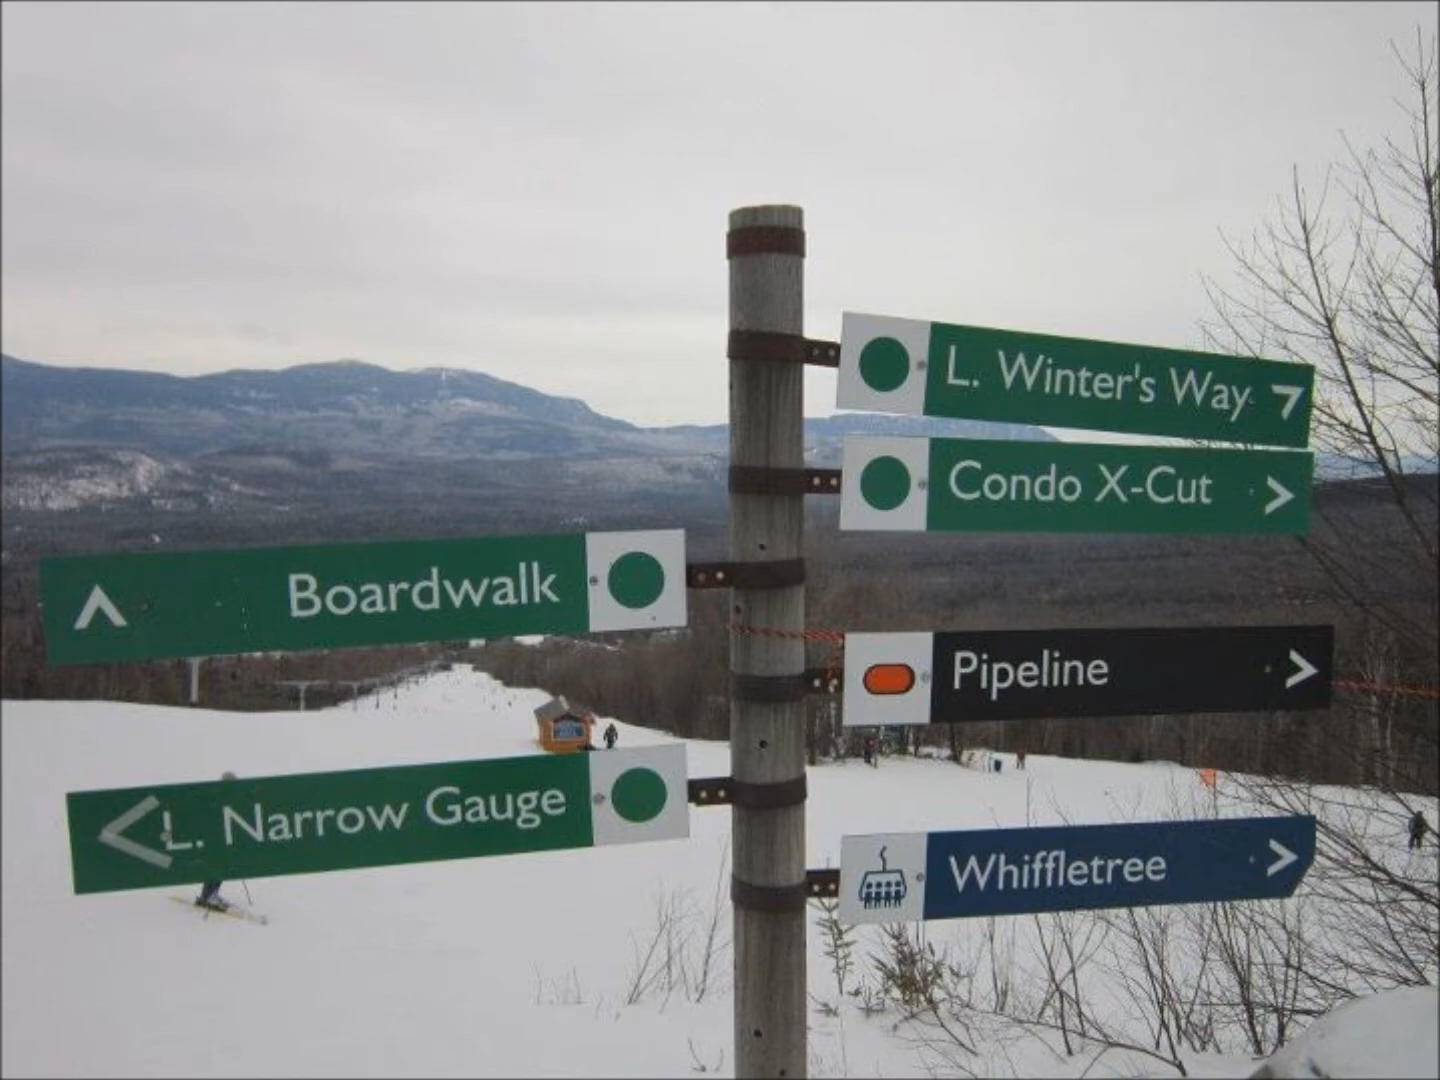 L. Winter's Way
Condo X-Cut
Boardwalk
Pipeline
L. Narrow Gauge
Whiffletree